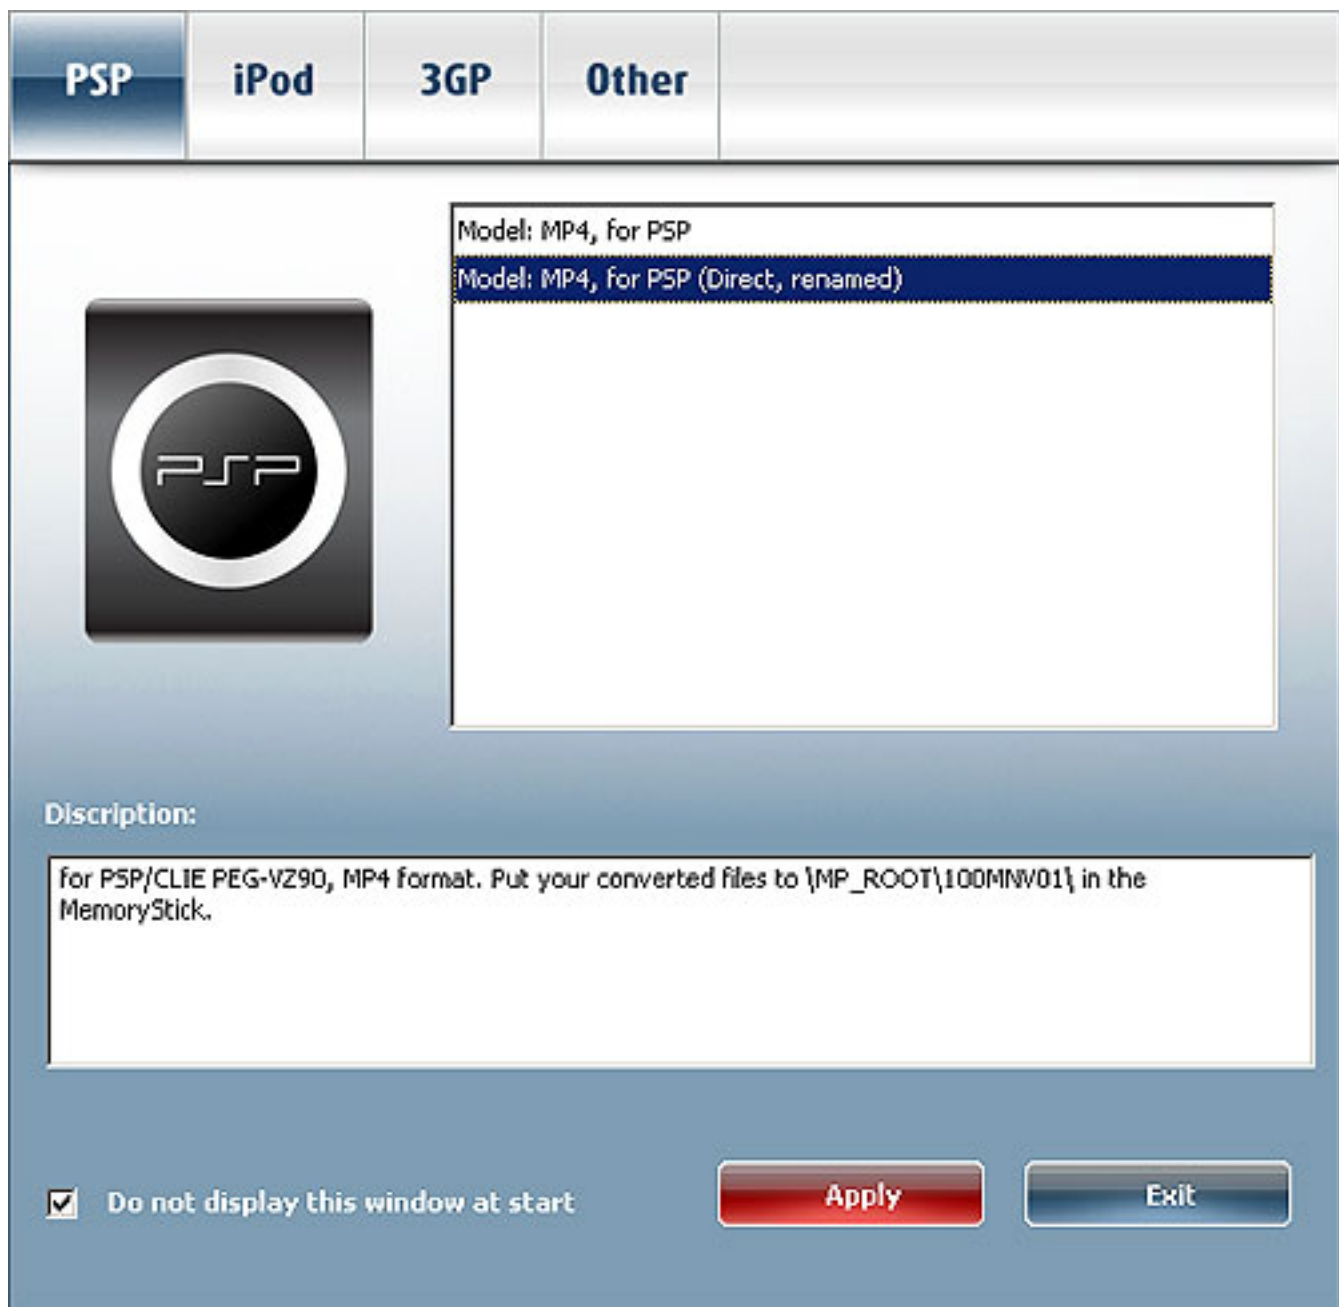 PSP iPod 3GP Other
Model: MP4, for PSP
Model: MP4, for PSP (Direct, renamed)
PSP
Discription:
for PSP/CLIE PEG-VZ90, MP4 format. Put your converted files to \MP_ROOT\100MNV01\ in the
MemoryStick.
Do not display this window at start
Apply
Exit